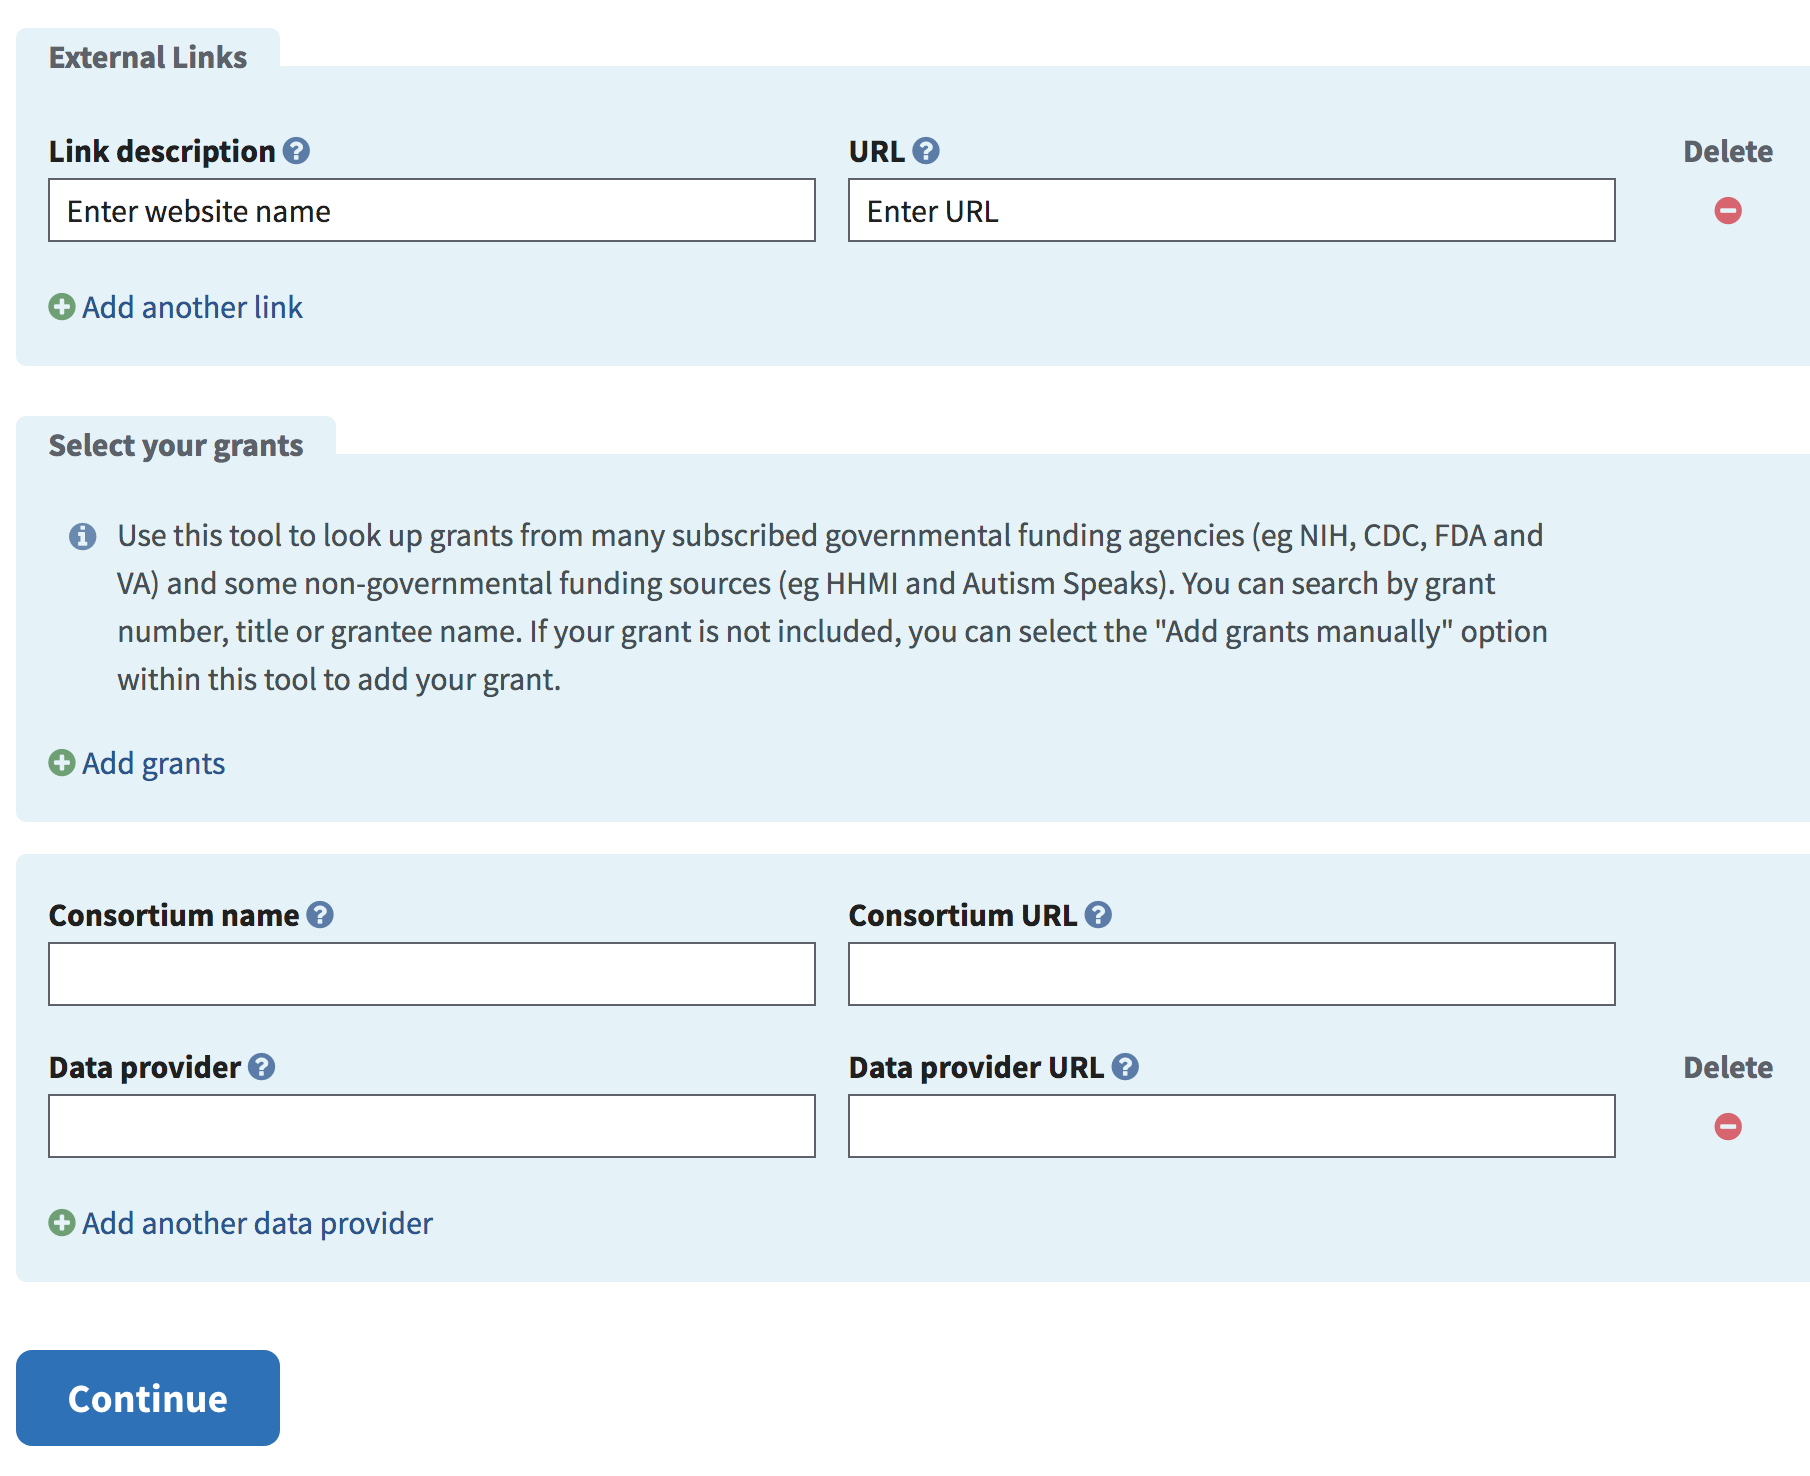 External Links
Link description URL Delete
Enter website name Enter URL
Add another link
Select your grants
Use this tool to look up grants from many subscribed governmental funding agencies (eg NIH, CDC, FDA and
VA) and some non-governmental funding sources (eg HHMI and Autism Speaks). You can search by grant
number, title or grantee name. If your grant is not included, you can select the "Add grants manually" option
within this tool to add your grant.
Add grants
Consortium name Consortium URL
Data provider Data provider URL Delete
Add another data provider
Continue